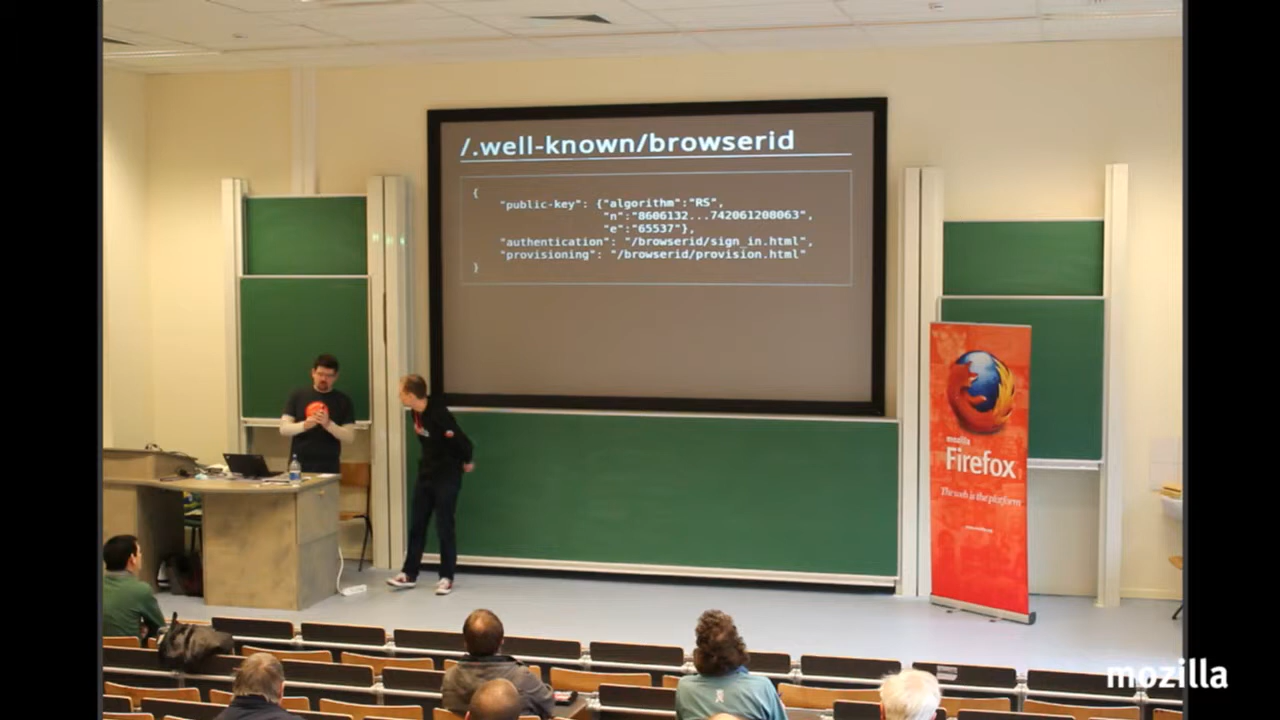 /.well-known/browserid
{
"public-key": {"algorithm":"RS",
"n":"8606132...742061208063",
"e":"65537"},
"authentication": "/browserid/sign_in.html",
"provisioning": "/browserid/provision.html"
}
mozilla
Firefox
The web is the platform
mozilla